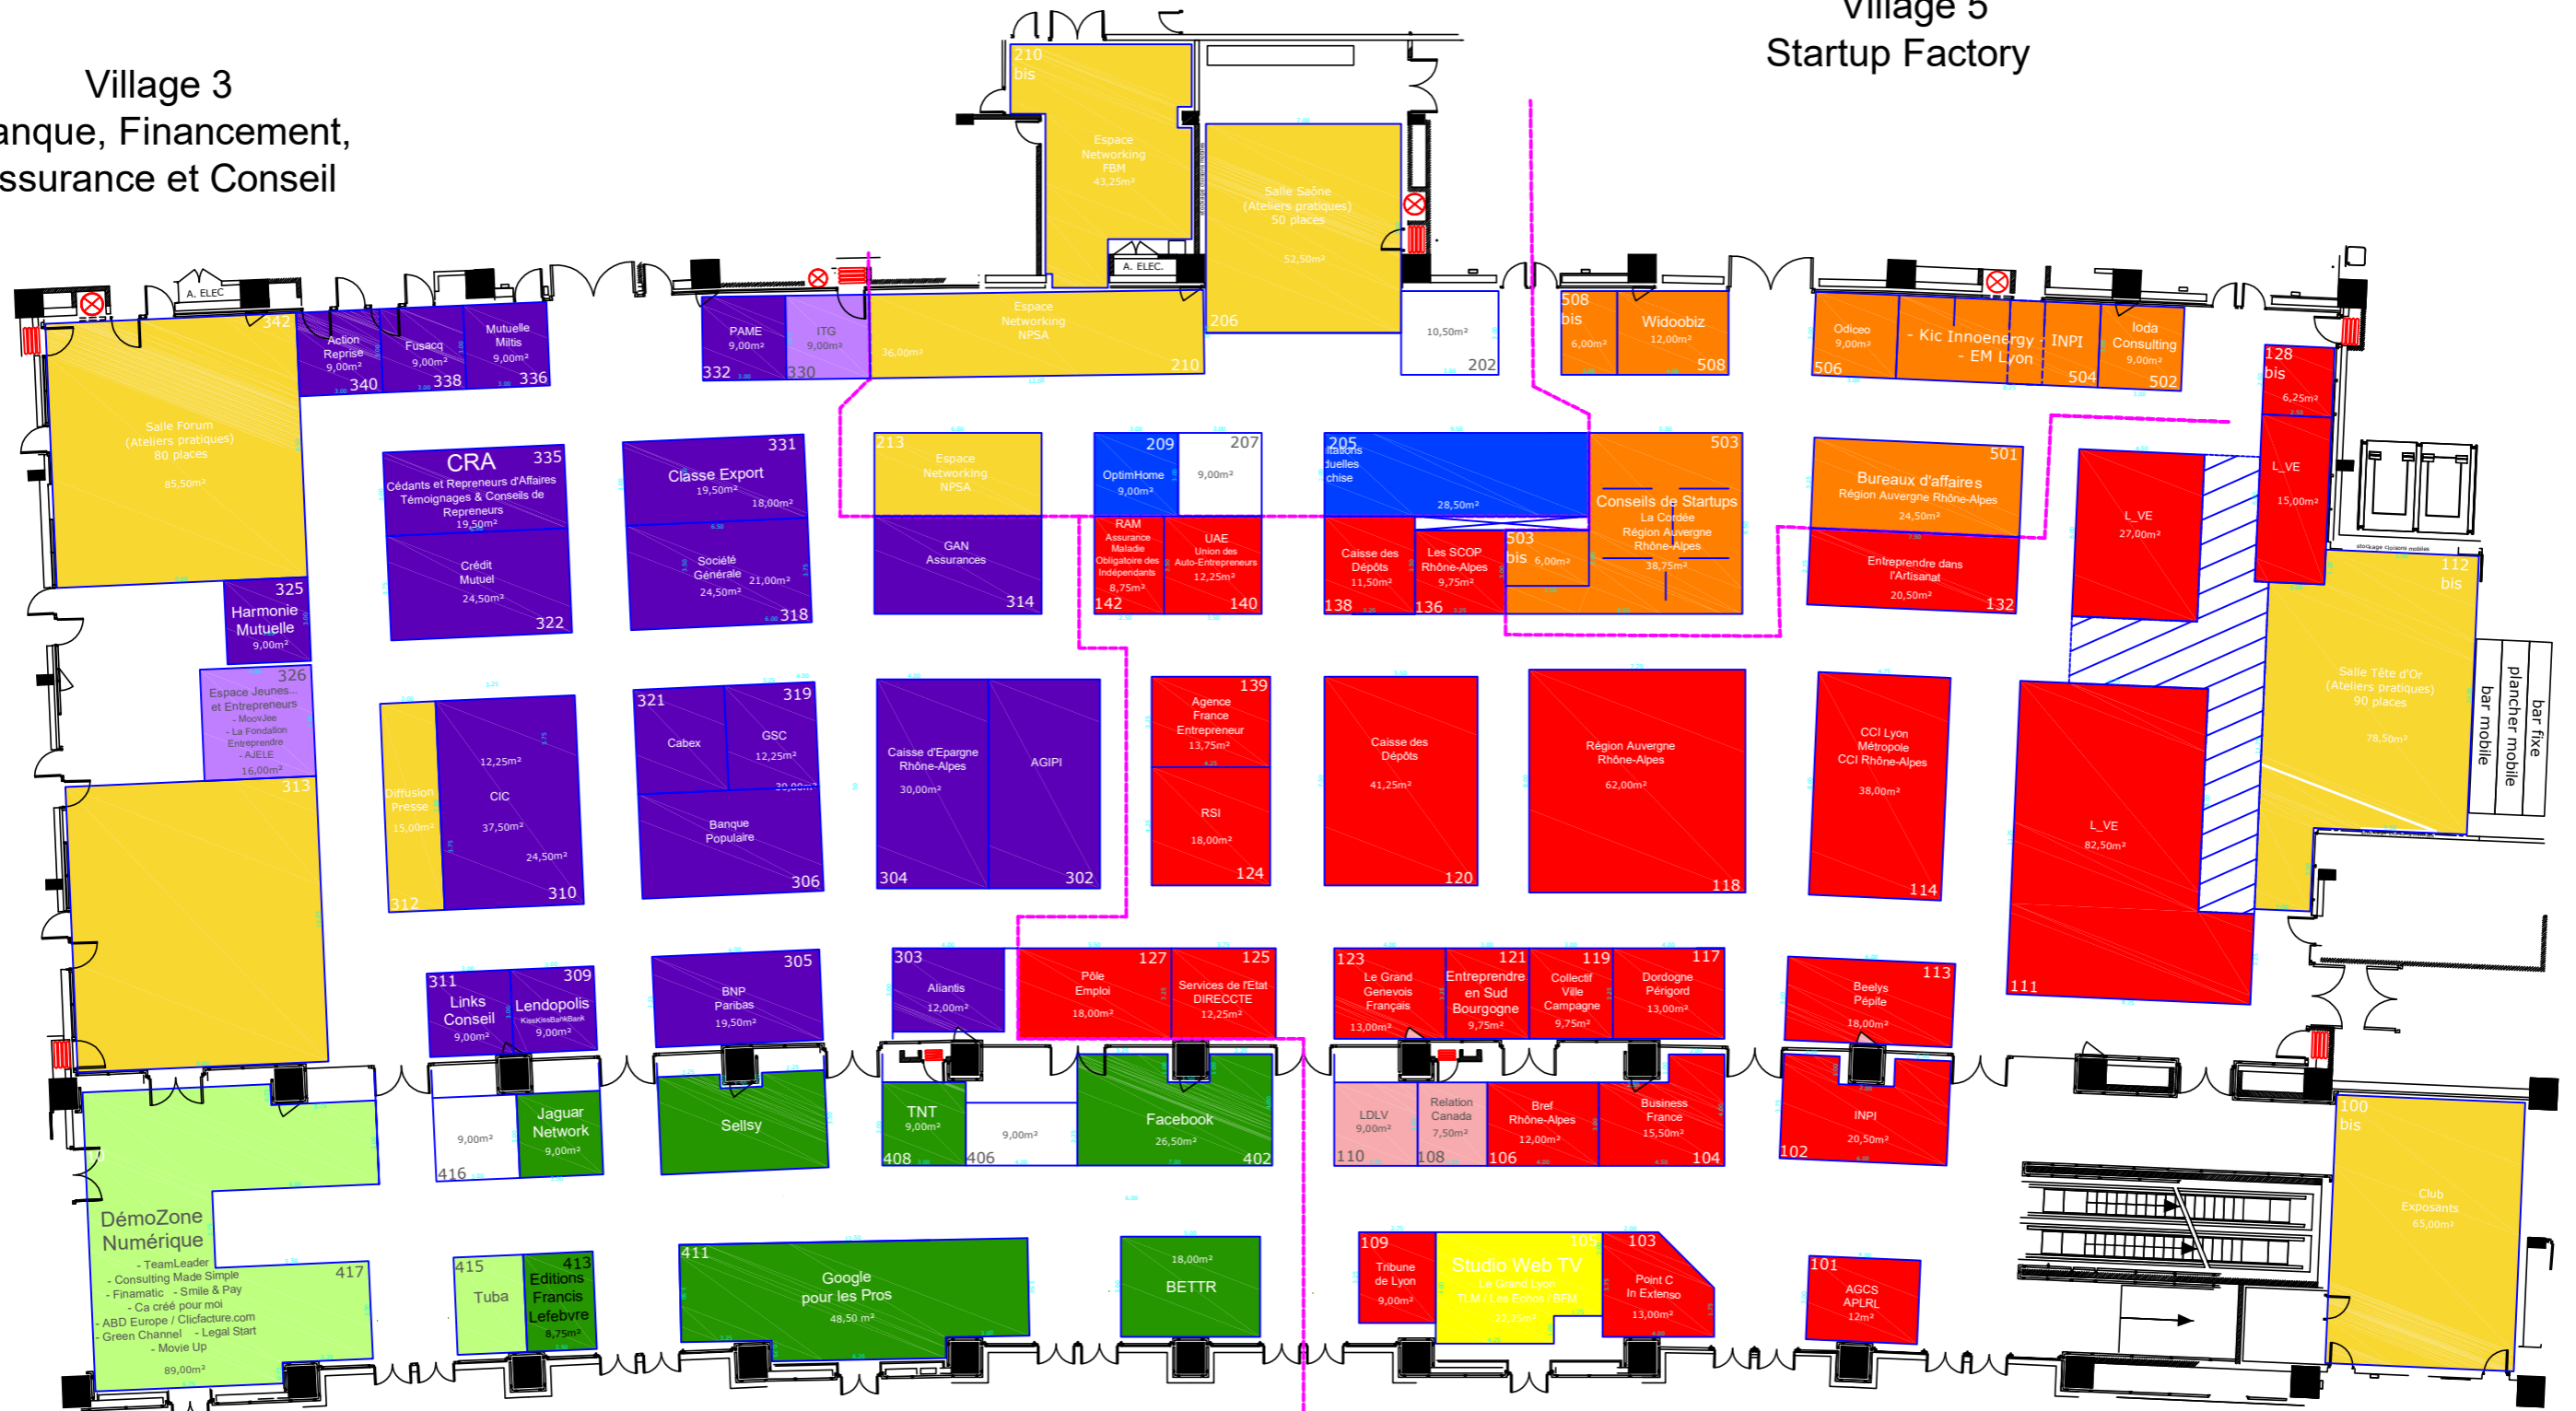 Village 5
Startup Factory
Village 3
anque, Financement,
ssurance et Conseil
210
bis
Espace
Networking
FBM
43,25m²
A. ELEC.
Salle Saône
(Ateliers pratiques)
50 places
52,50m²
206
A. ELEC
342
Salle Forum
(Ateliers pratiques)
80 places
85,50m²
Action
Reprise
9,00m²
340
Fusacq
9,00m²
338
Mutuelle
Miltis
9,00m²
336
PAME
9,00m²
332
ITG
9,00m²
330
Espace
Networking
NPSA
36,00m²
210
10,50m²
202
508
bis
6,00m²
Widoobiz
12,00m²
508
Odiceo
9,00m²
506
- Kic Innoenergy - INPI
- EM Lyon
504
Ioda
Consulting
9,00m²
502
128
bis
6,25m²
L_VE
15,00m²
CRA
335
Cédants et Repreneurs d'Affaires
Témoignages & Conseils de
Repreneurs
19,50m²
Crédit
Mutuel
24,50m²
322
331
Classe Export
19,50m²
18,00m²
Société
Générale
21,00m²
24,50m²
318
213
Espace
Networking
NPSA
GAN
Assurances
314
209
OptimHome
9,00m²
207
9,00m²
RAM
Assurance
Maladie
Obligatoire des
Indépendants
8,75m²
142
UAE
Union des
Auto-Entrepreneurs
12,25m²
140
205
itations
duelles
chise
28,50m²
Caisse des
Dépôts
11,50m²
138
Les SCOP
Rhône-Alpes
9,75m²
136
503
bis
6,00m²
503
Conseils de Startups
La Cordée
Région Auvergne
Rhône-Alpes
38,75m²
501
Bureaux d'affaires
Région Auvergne Rhône-Alpes
24,50m²
Entreprendre dans
l'Artisanat
20,50m²
132
L_VE
27,00m²
stockage cloisons mobiles
112
bis
Salle Tête d'Or
(Ateliers pratiques)
90 places
78,50m²
bar mobile
plancher mobile
bar fixe
325
Harmonie
Mutuelle
9,00m²
326
Espace Jeunes...
et Entrepreneurs
- MoovJee
- La Fondation
Entreprendre
- AJELE
16,00m²
313
Diffusion
Presse
15,00m²
312
12,25m²
CIC
37,50m²
24,50m²
310
321
Cabex
319
GSC
12,25m²
30,00m²
Banque
Populaire
306
Caisse d'Epargne
Rhône-Alpes
30,00m²
304
AGIPI
302
139
Agence
France
Entrepreneur
13,75m²
RSI
18,00m²
124
Caisse des
Dépôts
41,25m²
120
Région Auvergne
Rhône-Alpes
62,00m²
118
CCI Lyon
Métropole
CCI Rhône-Alpes
38,00m²
114
L_VE
82,50m²
111
311
Links
Conseil
9,00m²
309
Lendopolis
KissKissBankBank
9,00m²
305
BNP
Paribas
19,50m²
303
Aliantis
12,00m²
127
Pôle
Emploi
18,00m²
125
Services de l'Etat
DIRECCTE
12,25m²
123
Le Grand
Genevois
Français
13,00m²
121
Entreprendre
en Sud
Bourgogne
9,75m²
119
Collectif
Ville
Campagne
9,75m²
117
Dordogne
Périgord
13,00m²
113
Beelys
Pépite
18,00m²
9,00m²
416
Jaguar
Network
9,00m²
Sellsy
TNT
9,00m²
408
9,00m²
406
Facebook
26,50m²
402
LDLV
9,00m²
110
Relation
Canada
7,50m²
108
Bref
Rhône-Alpes
12,00m²
106
Business
France
15,50m²
104
INPI
20,50m²
102
100
bis
Club
Exposants
65,00m²
DémoZone
Numérique
- TeamLeader
- Consulting Made Simple
- Finamatic - Smile & Pay
- Ca créé pour moi
- ABD Europe / Clicfacture.com
- Green Channel - Legal Start
- Movie Up
89,00m²
417
415
Tuba
413
Editions
Francis
Lefebvre
8,75m²
411
Google
pour les Pros
48,50 m²
18,00m²
BETTR
109
Tribune
de Lyon
9,00m²
105
Studio Web TV
Le Grand Lyon
TLM / Les Echos / BFM
22,25m²
103
Point C
In Extenso
13,00m²
101
AGCS
APLRL
12m²